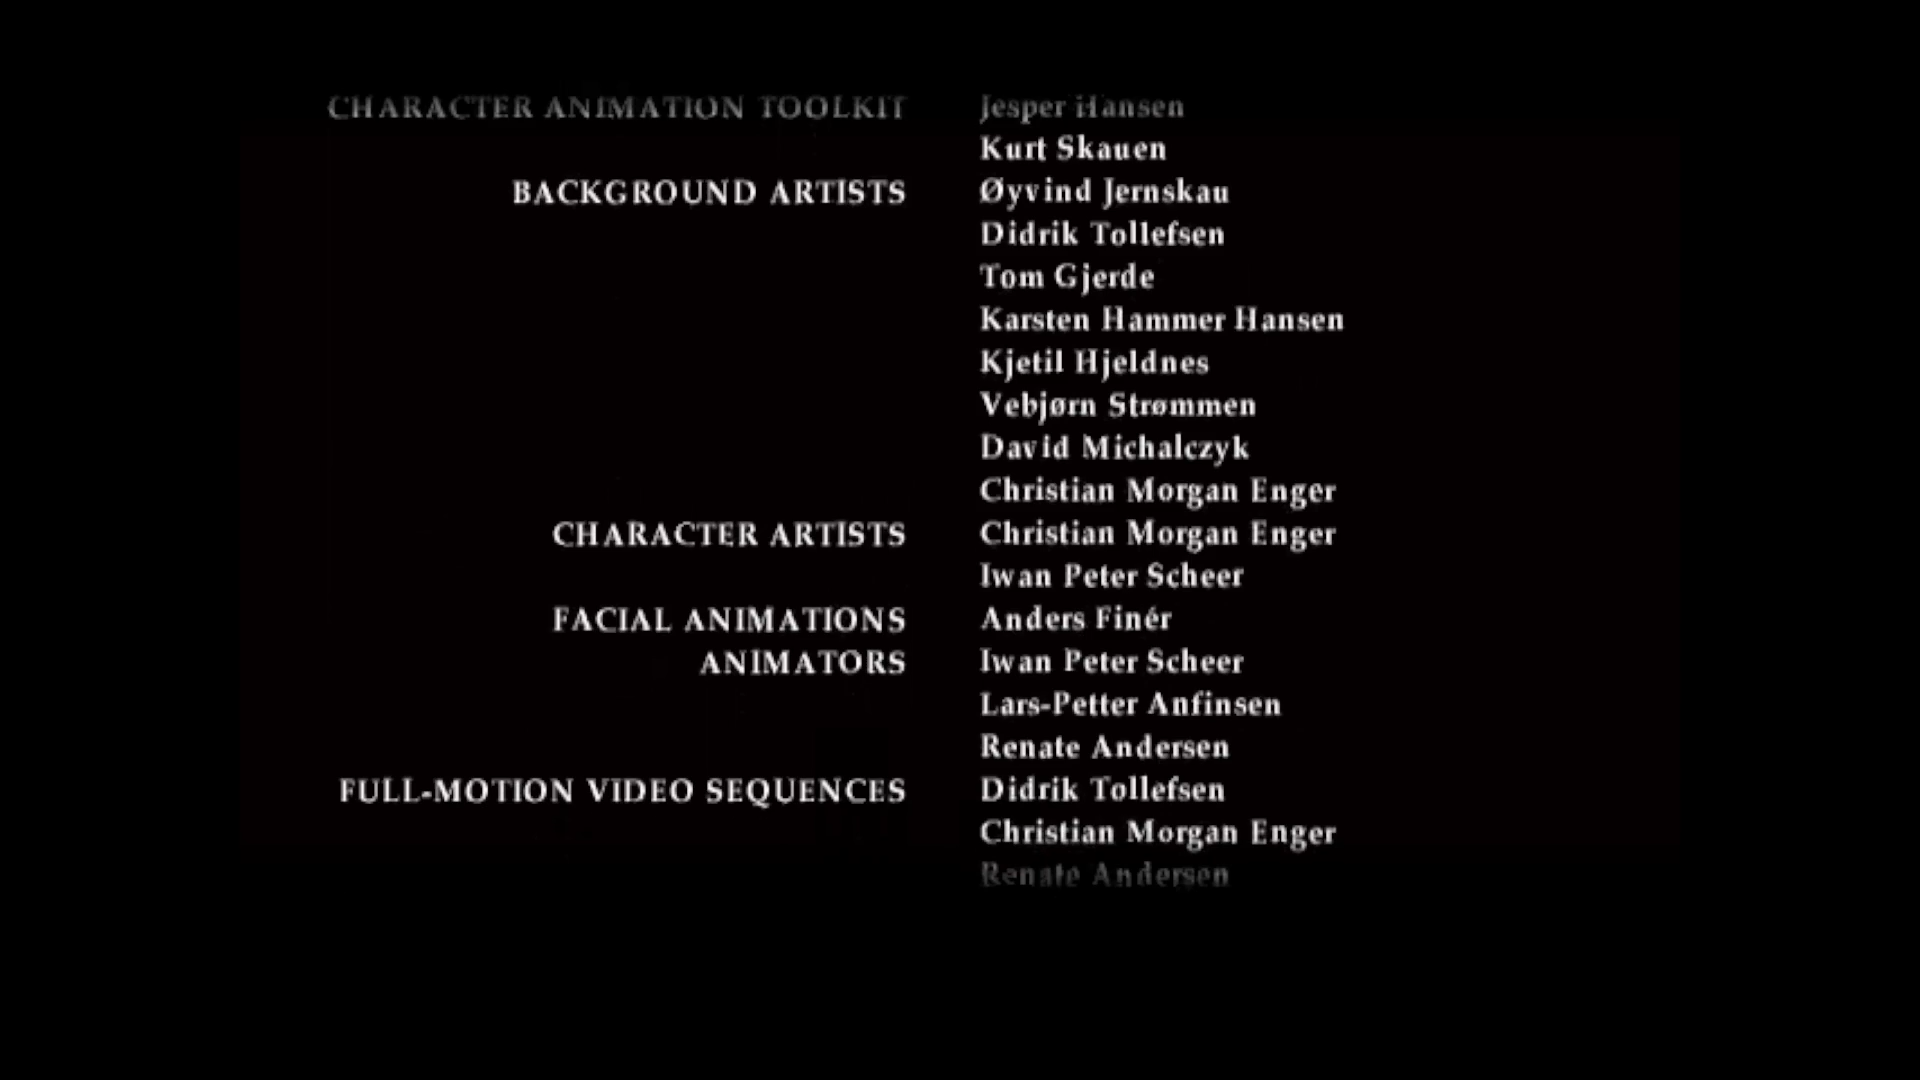 CHARACTER ANIMATION TOOLKIT Jesper Hansen
Kurt Skauen
BACKGROUND ARTISTS Øyvind Jernskau
Didrik Tollefsen
Tom Gjerde
Karsten Hammer Hansen
Kjetil Hjeldnes
Vebjørn Strømmen
David Michalczyk
Christian Morgan Enger
CHARACTER ARTISTS Christian Morgan Enger
Iwan Peter Scheer
FACIAL ANIMATIONS Anders Finér
ANIMATORS Iwan Peter Scheer
Lars-Petter Anfinsen
Renate Andersen
FULL-MOTION VIDEO SEQUENCES Didrik Tollefsen
Christian Morgan Enger
Renate Andersen